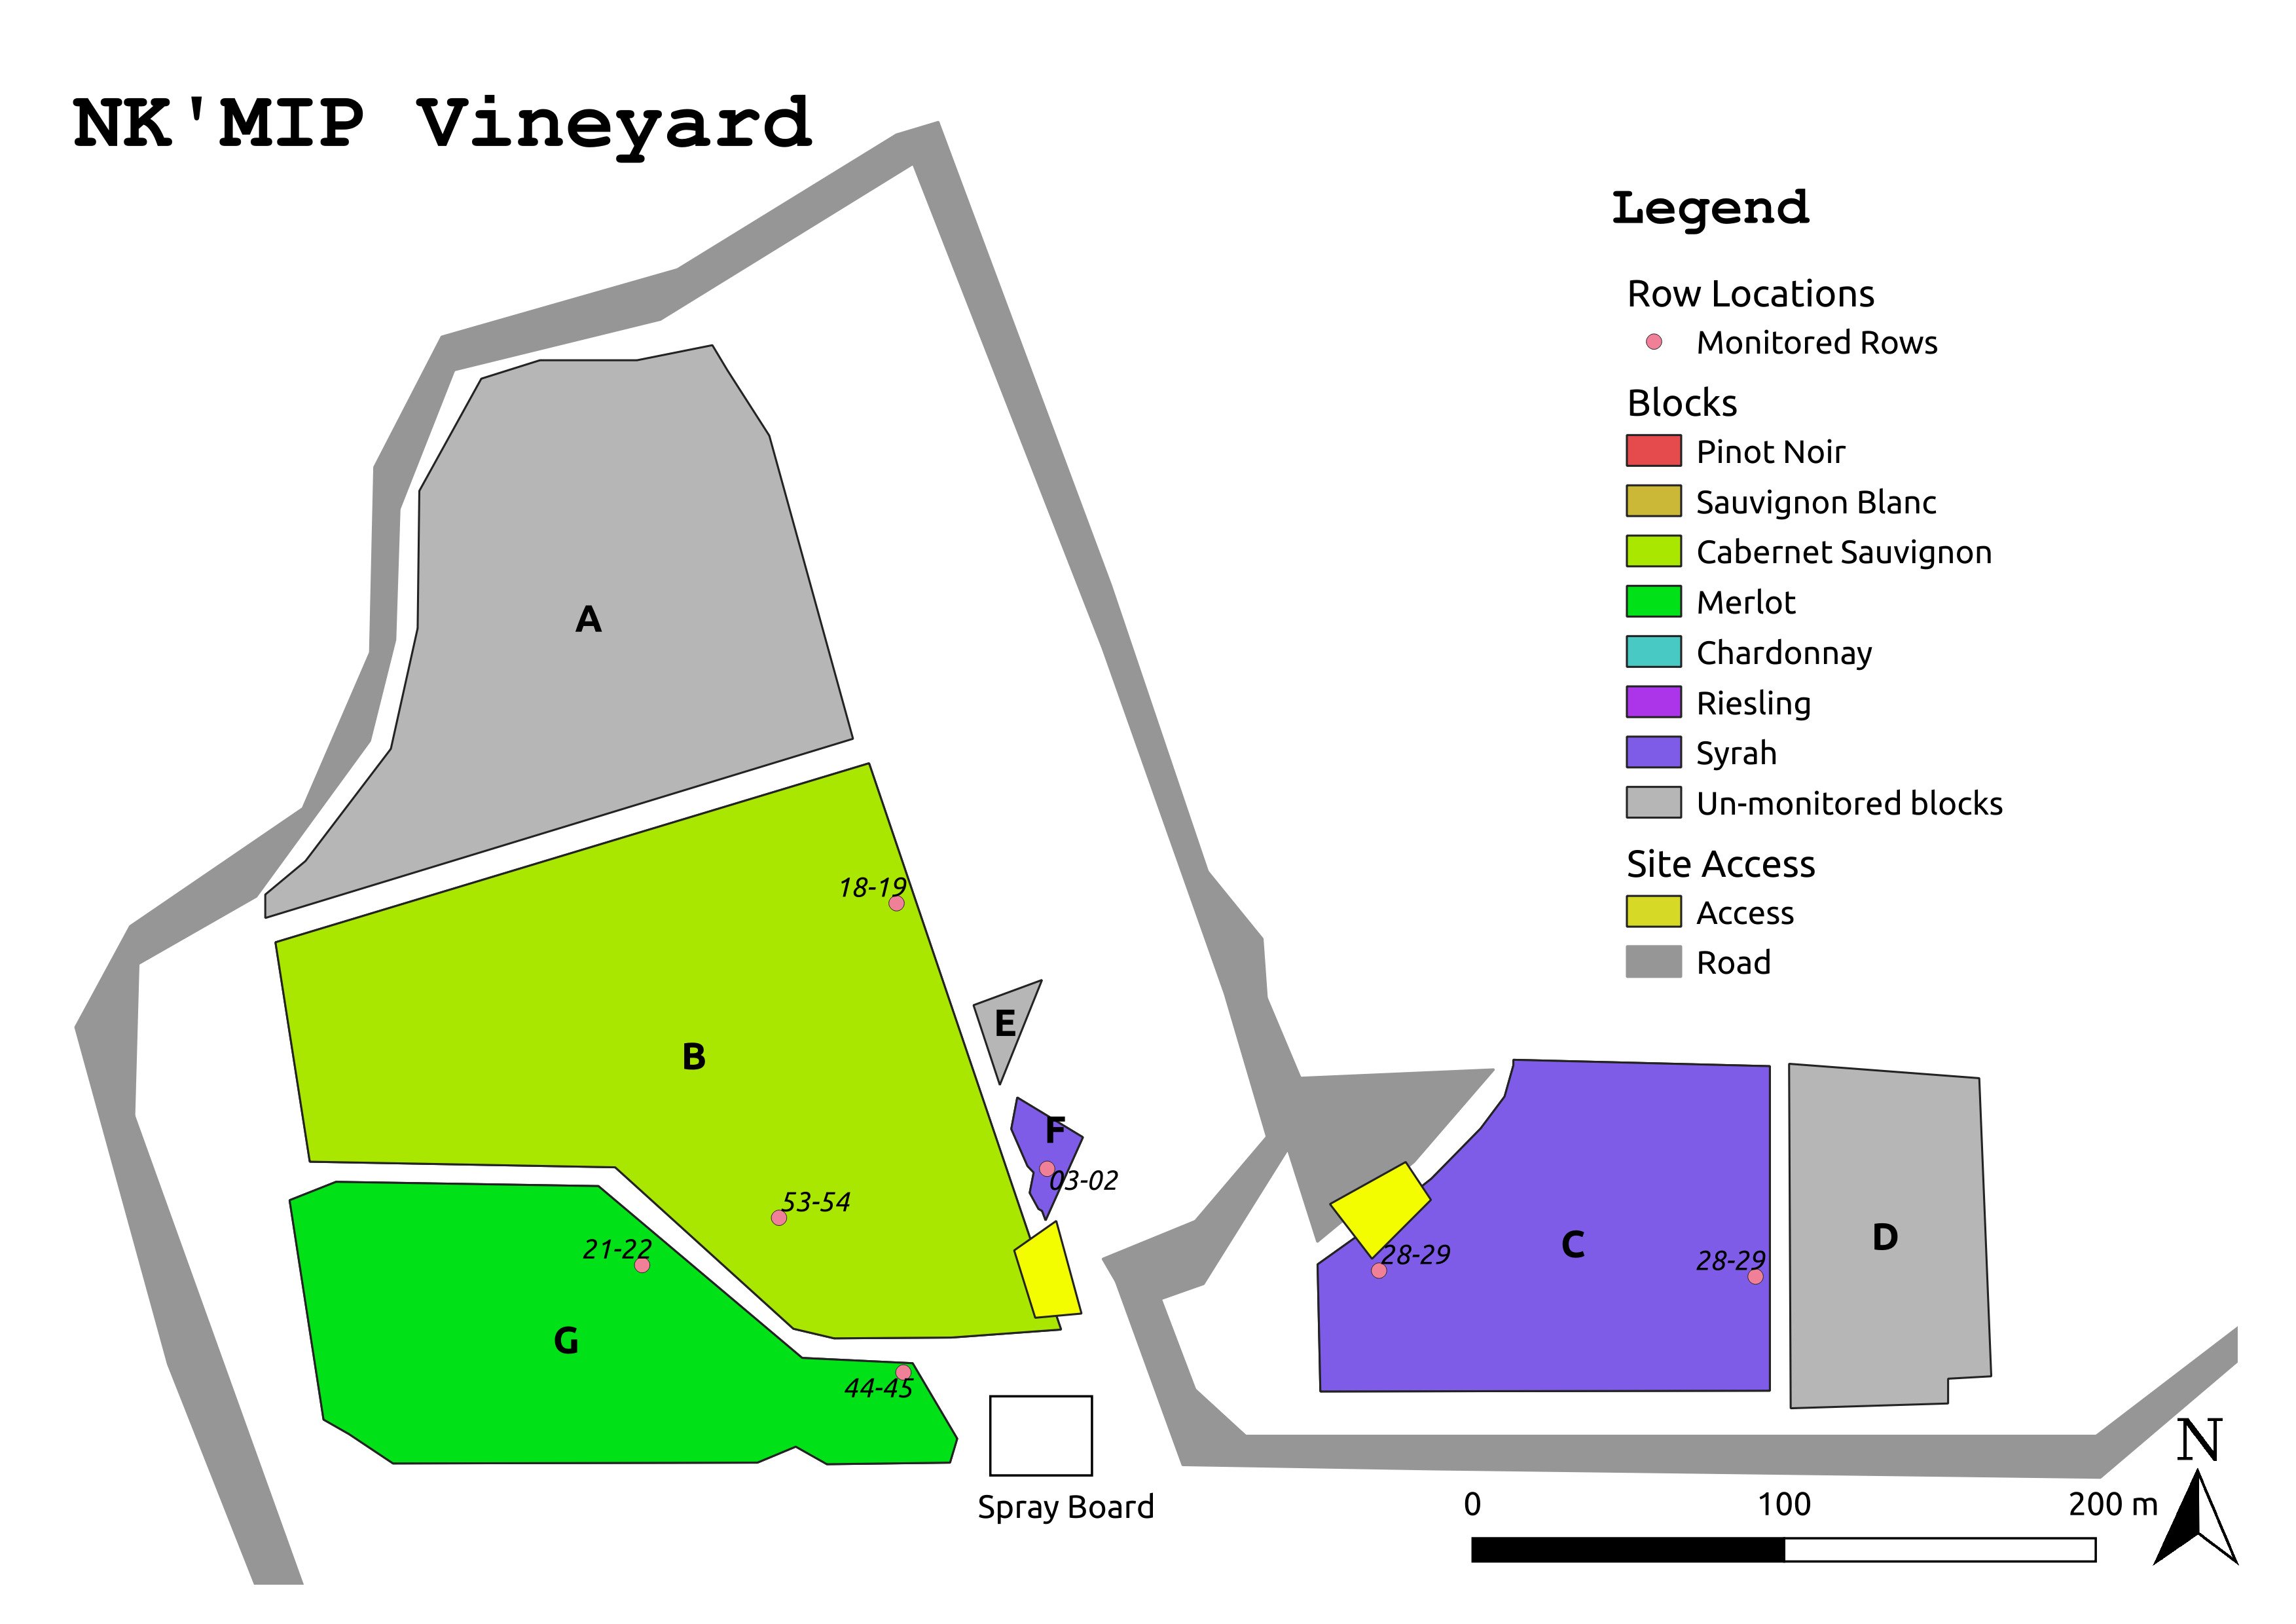 NK'MIP Vineyard
Legend
Row Locations
Monitored Rows
Blocks
Pinot Noir
Sauvignon Blanc
Cabernet Sauvignon
Merlot
Chardonnay
Riesling
Syrah
Un-monitored blocks
Site Access
Access
Road
A
18-19
E
B
F
03-02
53-54
21-22
28-29
C
28-29
D
G
44-45
Spray Board
N
0 100 200 m